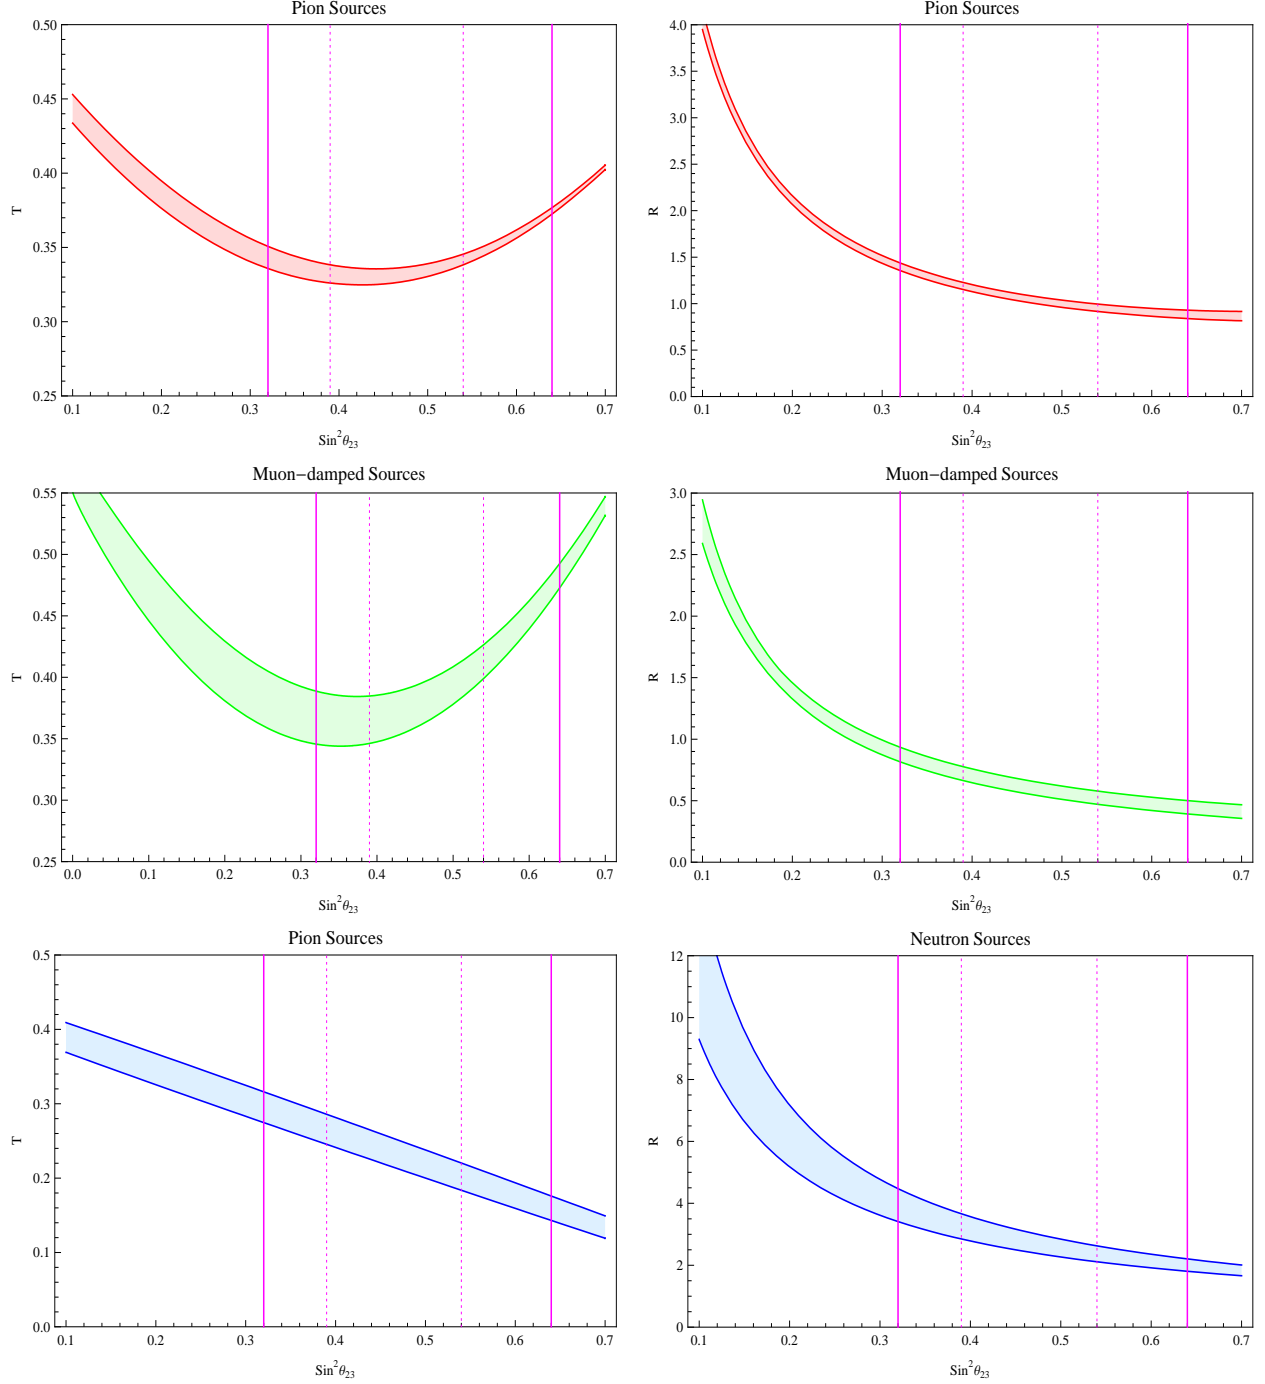 Pion Sources
0.50
0.45
0.40
0.35
0.30
0.25
T
0.1 0.2 0.3 0.4 0.5 0.6 0.7
Sin²θ₂₃
Pion Sources
4.0
3.5
3.0
2.5
2.0
1.5
1.0
0.5
0.0
R
0.1 0.2 0.3 0.4 0.5 0.6 0.7
Sin²θ₂₃
Muon−damped Sources
0.55
0.50
0.45
0.40
0.35
0.30
0.25
T
0.0 0.1 0.2 0.3 0.4 0.5 0.6 0.7
Sin²θ₂₃
Muon−damped Sources
3.0
2.5
2.0
1.5
1.0
0.5
0.0
R
0.1 0.2 0.3 0.4 0.5 0.6 0.7
Sin²θ₂₃
Pion Sources
0.5
0.4
0.3
0.2
0.1
0.0
T
0.1 0.2 0.3 0.4 0.5 0.6 0.7
Sin²θ₂₃
Neutron Sources
12
10
8
6
4
2
0
R
0.1 0.2 0.3 0.4 0.5 0.6 0.7
Sin²θ₂₃